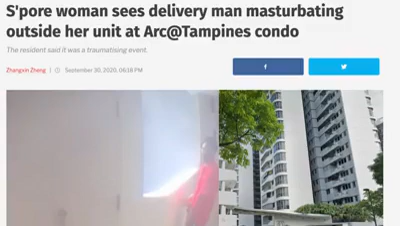 S'pore woman sees delivery man masturbating
outside her unit at Arc@Tampines condo
The resident said it was a traumatising event.
Zhangxin Zheng | September 30, 2020, 06:18 PM